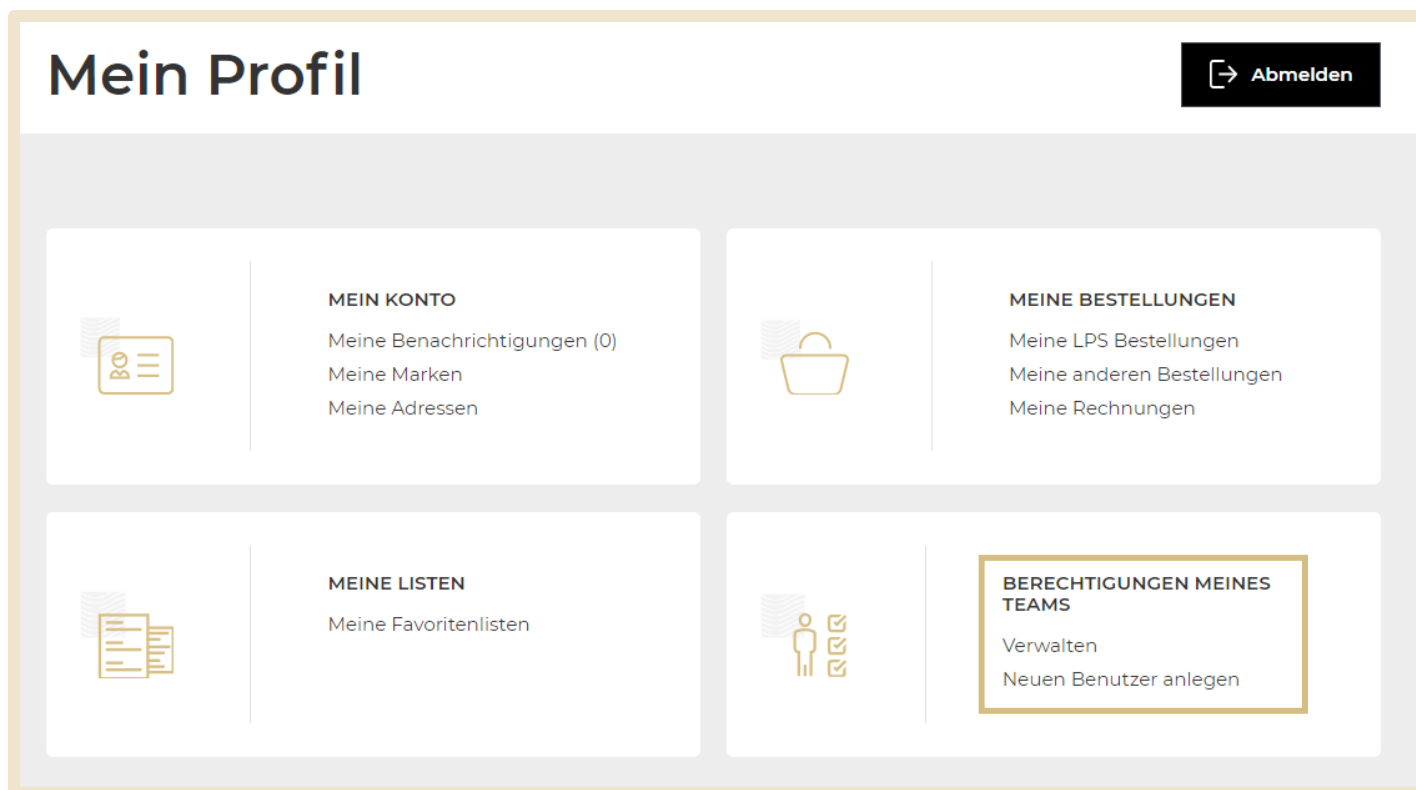 Mein Profil
Abmelden
MEIN KONTO
Meine Benachrichtigungen (0)
Meine Marken
Meine Adressen
MEINE BESTELLUNGEN
Meine LPS Bestellungen
Meine anderen Bestellungen
Meine Rechnungen
MEINE LISTEN
Meine Favoritenlisten
BERECHTIGUNGEN MEINES
TEAMS
Verwalten
Neuen Benutzer anlegen